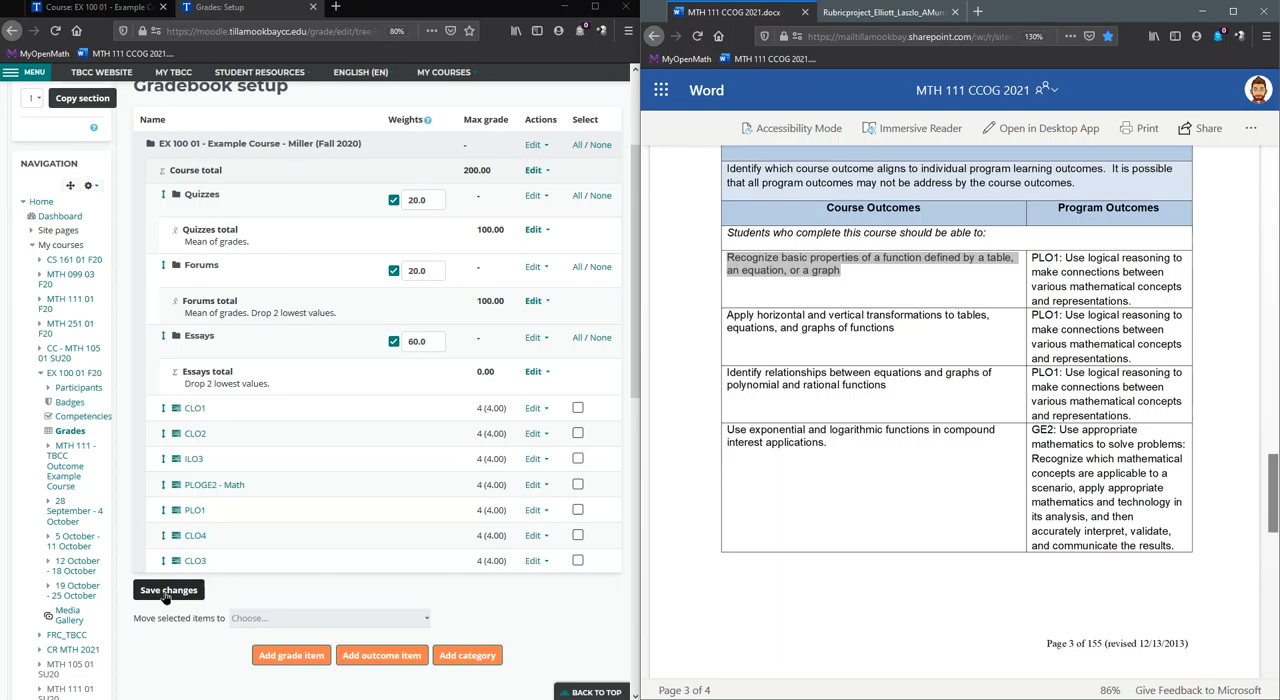 Course: EX 100 01 - Example C
Grades: Setup
https://moodle.tillamookbaycc.edu/grade/edit/tree/
80%
MyOpenMath
MTH 111 CCOG 2021....
MENU
TBCC WEBSITE
MY TBCC
STUDENT RESOURCES
ENGLISH (EN)
MY COURSES
Copy section
NAVIGATION
Home
Dashboard
Site pages
My courses
CS 161 01 F20
MTH 099 03
F20
MTH 111 01
F20
MTH 251 01
F20
CC - MTH 105
01 SU20
EX 100 01 F20
Participants
Badges
Competencies
Grades
MTH 111 -
TBCC
Outcome
Example
Course
28
September - 4
October
5 October -
11 October
12 October
- 18 October
19 October
- 25 October
Media
Gallery
FRC_TBCC
CR MTH 2021
MTH 105 01
SU20
MTH 111 01
SU20
Gradebook setup
Name Weights Max grade Actions Select
EX 100 01 - Example Course - Miller (Fall 2020) - Edit All / None
Course total 200.00 Edit
Quizzes 20.0 - Edit All / None
Quizzes total 100.00 Edit
Mean of grades.
Forums 20.0 - Edit All / None
Forums total 100.00 Edit
Mean of grades. Drop 2 lowest values.
Essays 60.0 - Edit All / None
Essays total 0.00 Edit
Drop 2 lowest values.
CLO1 4 (4.00) Edit
CLO2 4 (4.00) Edit
ILO3 4 (4.00) Edit
PLOGE2 - Math 4 (4.00) Edit
PLO1 4 (4.00) Edit
CLO4 4 (4.00) Edit
CLO3 4 (4.00) Edit
Save changes
Move selected items to Choose...
Add grade item
Add outcome item
Add category
BACK TO TOP
MTH 111 CCOG 2021.docx
Rubricproject_Elliott_Laszlo_AMur
https://mailtillamookbay.sharepoint.com/w:/r/site
130%
MyOpenMath
MTH 111 CCOG 2021....
Word
MTH 111 CCOG 2021
Accessibility Mode
Immersive Reader
Open in Desktop App
Print
Share
Identify which course outcome aligns to individual program learning outcomes. It is possible
that all program outcomes may not be address by the course outcomes.
Course Outcomes
Program Outcomes
Students who complete this course should be able to:
Recognize basic properties of a function defined by a table,
an equation, or a graph
PLO1: Use logical reasoning to
make connections between
various mathematical concepts
and representations.
Apply horizontal and vertical transformations to tables,
equations, and graphs of functions
PLO1: Use logical reasoning to
make connections between
various mathematical concepts
and representations.
Identify relationships between equations and graphs of
polynomial and rational functions
PLO1: Use logical reasoning to
make connections between
various mathematical concepts
and representations.
Use exponential and logarithmic functions in compound
interest applications.
GE2: Use appropriate
mathematics to solve problems:
Recognize which mathematical
concepts are applicable to a
scenario, apply appropriate
mathematics and technology in
its analysis, and then
accurately interpret, validate,
and communicate the results.
Page 3 of 155 (revised 12/13/2013)
Page 3 of 4
86%
Give Feedback to Microsoft